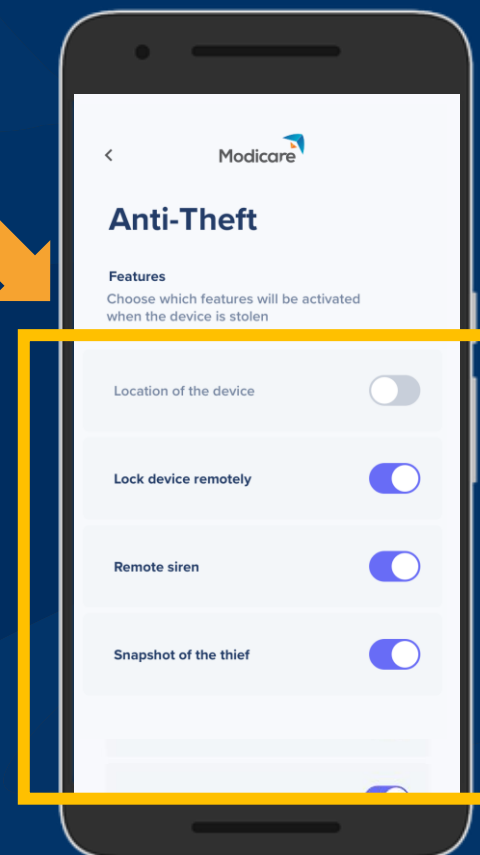 Modicare
Anti-Theft
Features
Choose which features will be activated
when the device is stolen
Location of the device
Lock device remotely
Remote siren
Snapshot of the thief